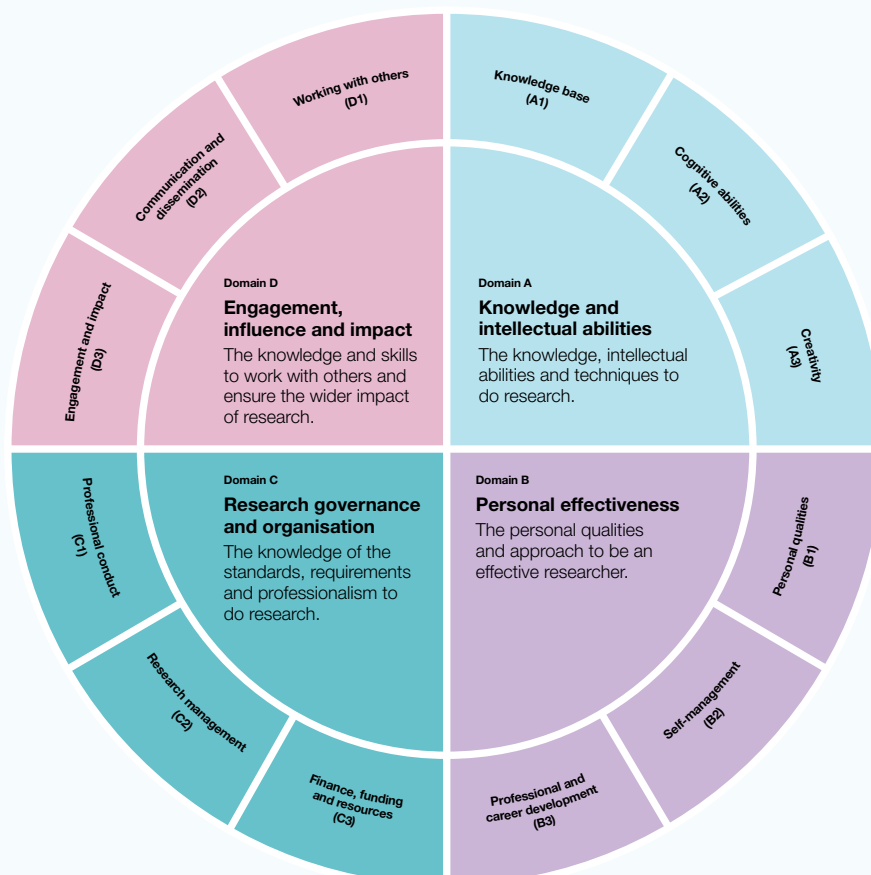 Working with others
(D1)
Knowledge base
(A1)
Communication and
dissemination
(D2)
Cognitive abilities
(A2)
Engagement and impact
(D3)
Creativity
(A3)
Domain D
Engagement,
influence and impact
The knowledge and skills
to work with others and
ensure the wider impact
of research.
Domain A
Knowledge and
intellectual abilities
The knowledge, intellectual
abilities and techniques to
do research.
Domain C
Research governance
and organisation
The knowledge of the
standards, requirements
and professionalism to
do research.
Domain B
Personal effectiveness
The personal qualities
and approach to be an
effective researcher.
Professional conduct
(C1)
Personal qualities
(B1)
Research management
(C2)
Self-management
(B2)
Finance, funding
and resources
(C3)
Professional and
career development
(B3)